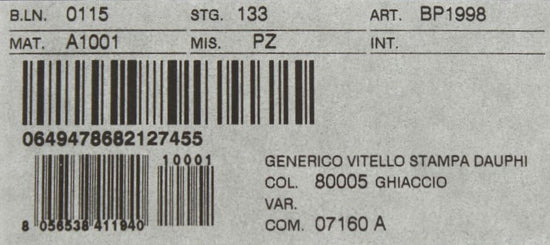 B.LN. 0115 STG. 133 ART. BP1998
MAT. A1001 MIS. PZ INT.
0649478682127455
10001
8 056538 411940
GENERICO VITELLO STAMPA DAUPHI
COL. 80005 GHIACCIO
VAR.
COM. 07160 A